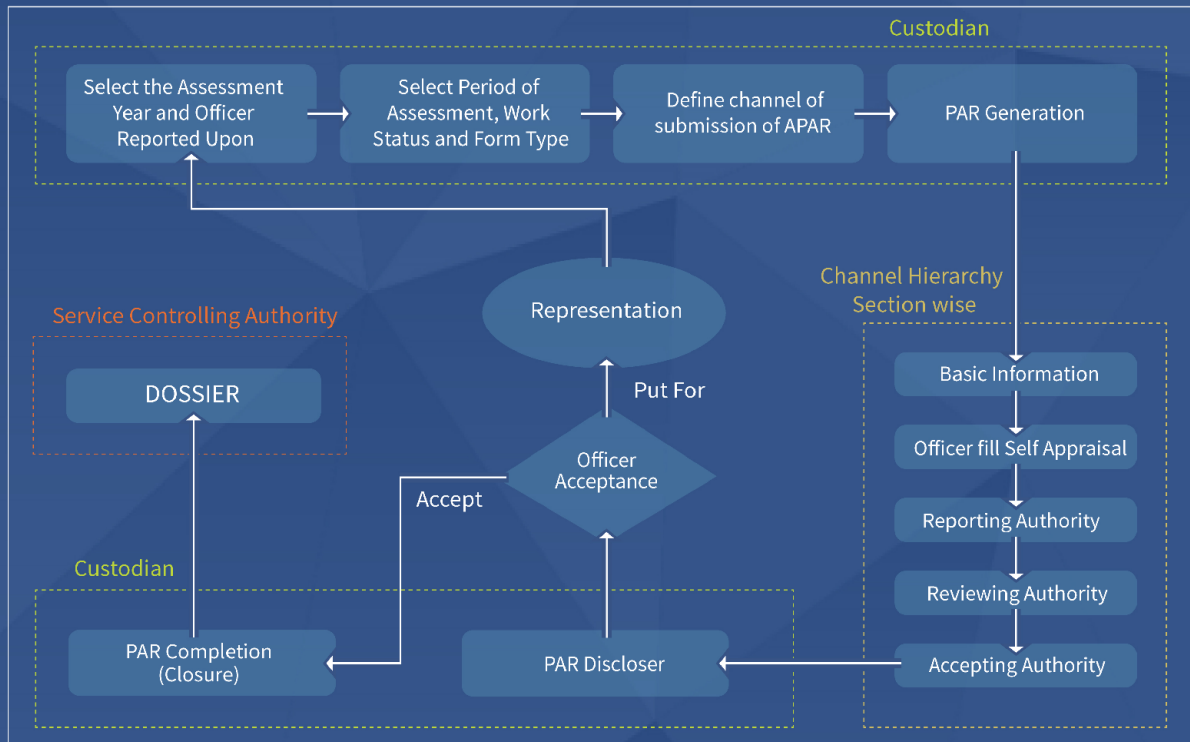 Custodian
Select the Assessment
Year and Officer
Reported Upon
Select Period of
Assessment, Work
Status and Form Type
Define channel of
submission of APAR
PAR Generation
Channel Hierarchy
Section wise
Basic Information
Officer fill Self Appraisal
Reporting Authority
Reviewing Authority
Accepting Authority
Representation
Put For
Officer
Acceptance
Accept
Service Controlling Authority
DOSSIER
Custodian
PAR Completion
(Closure)
PAR Discloser